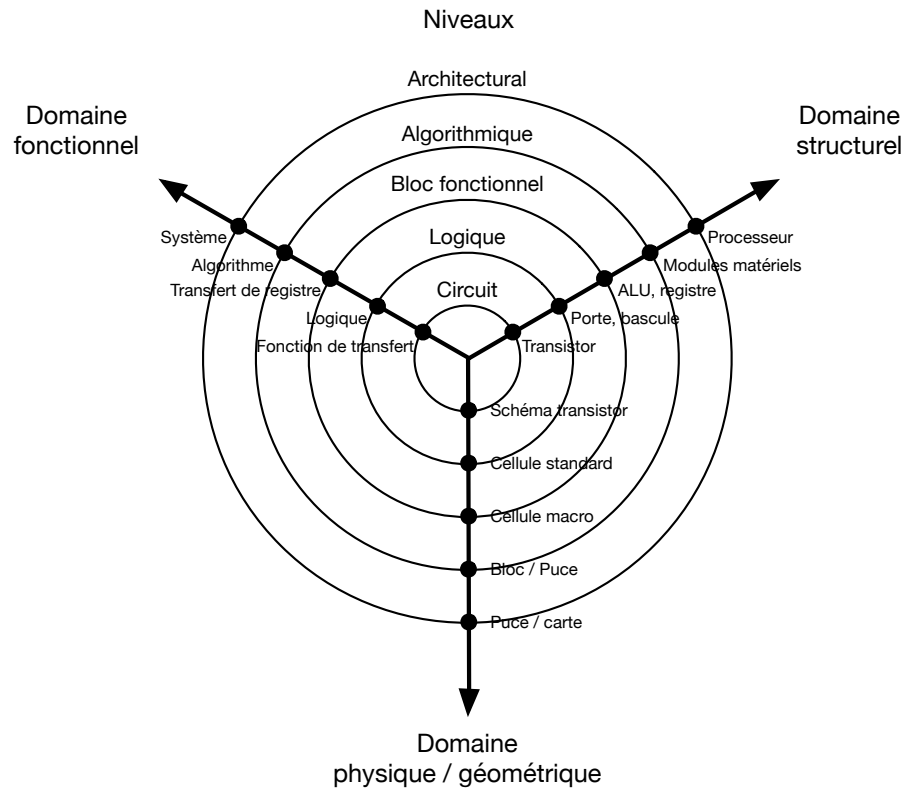 Niveaux
Architectural
Domaine
fonctionnel
Domaine
structurel
Algorithmique
Bloc fonctionnel
Logique
Circuit
Système
Algorithme
Transfert de registre
Logique
Fonction de transfert
Processeur
Modules matériels
ALU, registre
Porte, bascule
Transistor
Schéma transistor
Cellule standard
Cellule macro
Bloc / Puce
Puce / carte
Domaine
physique / géométrique